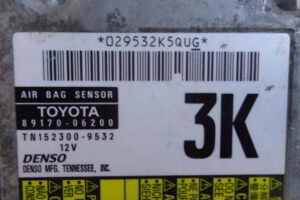 *029532K5QUG*
AIR BAG SENSOR
TOYOTA
89170-06200
TN152300-9532
12V
3K
DENSO
DENSO MFG. TENNESSEE, INC.